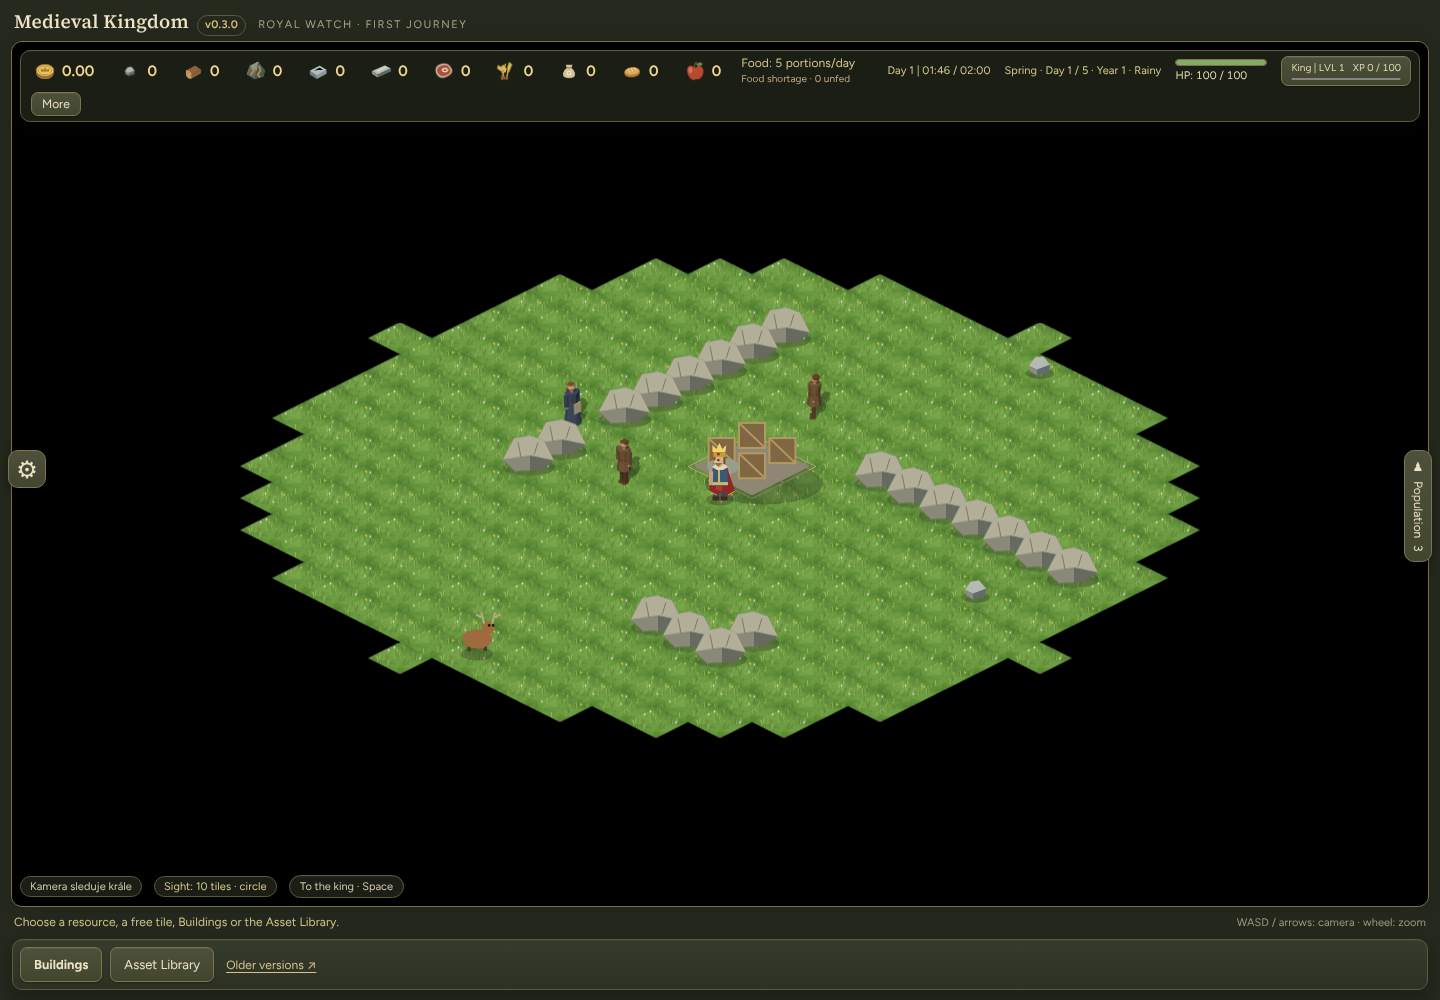 Medieval Kingdom v0.3.0 ROYAL WATCH · FIRST JOURNEY
0.00 0 0 0 0 0 0 0 0 0 0
Food: 5 portions/day
Food shortage · 0 unfed
Day 1 | 01:46 / 02:00
Spring · Day 1 / 5 · Year 1 · Rainy
HP: 100 / 100
King | LVL 1 XP 0 / 100
More
Population 3
Kamera sleduje krále
Sight: 10 tiles · circle
To the king · Space
Choose a resource, a free tile, Buildings or the Asset Library.
WASD / arrows: camera · wheel: zoom
Buildings
Asset Library
Older versions ↗